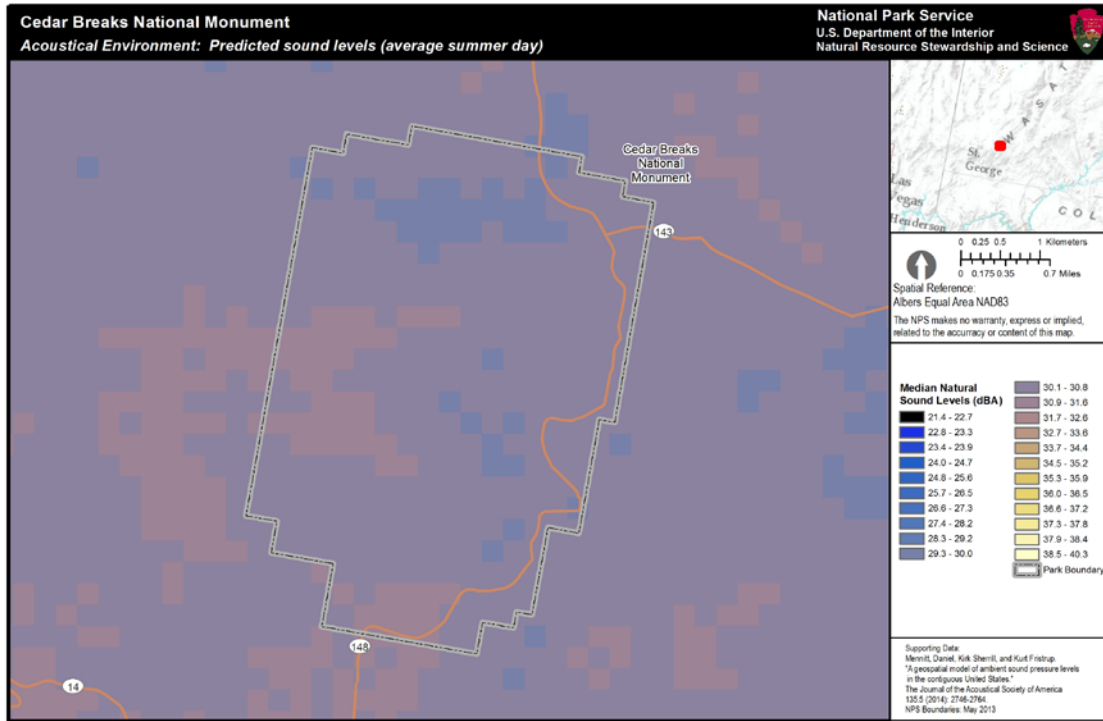 Cedar Breaks National Monument
Acoustical Environment: Predicted sound levels (average summer day)
National Park Service
U.S. Department of the Interior
Natural Resource Stewardship and Science
Cedar Breaks
National
Monument
143
148
14
W A S A T
St.
George
Las
Vegas
Henderson
C O L
0 0.25 0.5 1 Kilometers
0 0.175 0.35 0.7 Miles
Spatial Reference:
Albers Equal Area NAD83
The NPS makes no warranty, express or implied,
related to the accurracy or content of this map.
Median Natural
Sound Levels (dBA)
21.4 - 22.7
22.8 - 23.3
23.4 - 23.9
24.0 - 24.7
24.8 - 25.6
25.7 - 26.5
26.6 - 27.3
27.4 - 28.2
28.3 - 29.2
29.3 - 30.0
30.1 - 30.8
30.9 - 31.6
31.7 - 32.6
32.7 - 33.6
33.7 - 34.4
34.5 - 35.2
35.3 - 35.9
36.0 - 36.5
36.6 - 37.2
37.3 - 37.8
37.9 - 38.4
38.5 - 40.3
Park Boundary
Supporting Data:
Mennitt, Daniel, Kirk Sherrill, and Kurt Fristrup.
"A geospatial model of ambient sound pressure levels
in the contiguous United States."
The Journal of the Acoustical Society of America
135.5 (2014): 2746-2764.
NPS Boundaries: May 2013